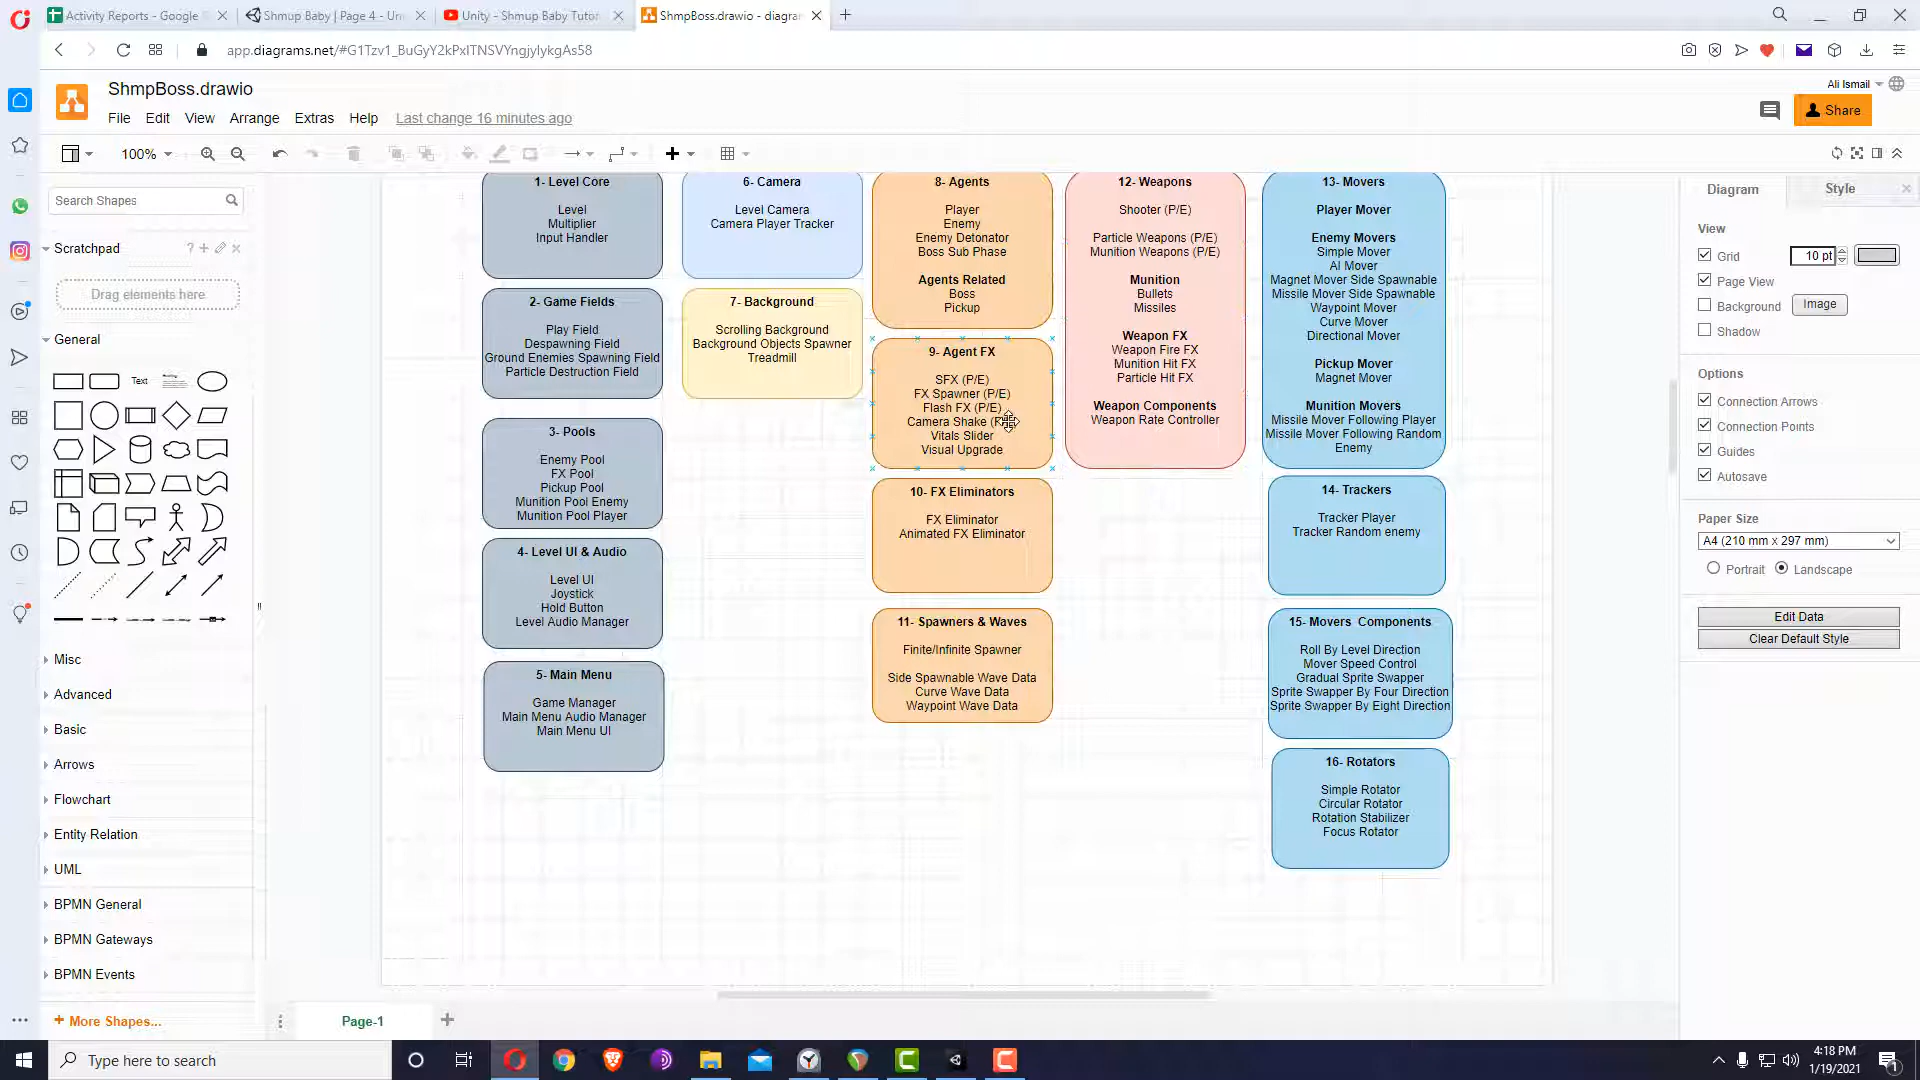 Activity Reports - Google
Shmup Baby | Page 4 - Un
Unity - Shmup Baby Tutor
ShmpBoss.drawio - diagra
app.diagrams.net/#G1Tzv1_BuGyY2kPxITNSVYngjylykgAs58
ShmpBoss.drawio
Ali Ismail
File Edit View Arrange Extras Help Last change 16 minutes ago
Share
100%
Search Shapes
Scratchpad
Drag elements here
General
Text
Misc
Advanced
Basic
Arrows
Flowchart
Entity Relation
UML
BPMN General
BPMN Gateways
BPMN Events
+ More Shapes...
1- Level Core
Level
Multiplier
Input Handler
2- Game Fields
Play Field
Despawning Field
Ground Enemies Spawning Field
Particle Destruction Field
3- Pools
Enemy Pool
FX Pool
Pickup Pool
Munition Pool Enemy
Munition Pool Player
4- Level UI & Audio
Level UI
Joystick
Hold Button
Level Audio Manager
5- Main Menu
Game Manager
Main Menu Audio Manager
Main Menu UI
6- Camera
Level Camera
Camera Player Tracker
7- Background
Scrolling Background
Background Objects Spawner
Treadmill
8- Agents
Player
Enemy
Enemy Detonator
Boss Sub Phase
Agents Related
Boss
Pickup
9- Agent FX
SFX (P/E)
FX Spawner (P/E)
Flash FX (P/E)
Camera Shake
Vitals Slider
Visual Upgrade
10- FX Eliminators
FX Eliminator
Animated FX Eliminator
11- Spawners & Waves
Finite/Infinite Spawner
Side Spawnable Wave Data
Curve Wave Data
Waypoint Wave Data
12- Weapons
Shooter (P/E)
Particle Weapons (P/E)
Munition Weapons (P/E)
Munition
Bullets
Missiles
Weapon FX
Weapon Fire FX
Munition Hit FX
Particle Hit FX
Weapon Components
Weapon Rate Controller
13- Movers
Player Mover
Enemy Movers
Simple Mover
AI Mover
Magnet Mover Side Spawnable
Missile Mover Side Spawnable
Waypoint Mover
Curve Mover
Directional Mover
Pickup Mover
Magnet Mover
Munition Movers
Missile Mover Following Player
Missile Mover Following Random
Enemy
14- Trackers
Tracker Player
Tracker Random enemy
15- Movers Components
Roll By Level Direction
Mover Speed Control
Gradual Sprite Swapper
Sprite Swapper By Four Direction
Sprite Swapper By Eight Direction
16- Rotators
Simple Rotator
Circular Rotator
Rotation Stabilizer
Focus Rotator
Diagram Style
View
Grid 10 pt
Page View
Background Image
Shadow
Options
Connection Arrows
Connection Points
Guides
Autosave
Paper Size
A4 (210 mm x 297 mm)
Portrait Landscape
Edit Data
Clear Default Style
Page-1
Type here to search
4:18 PM
1/19/2021
1